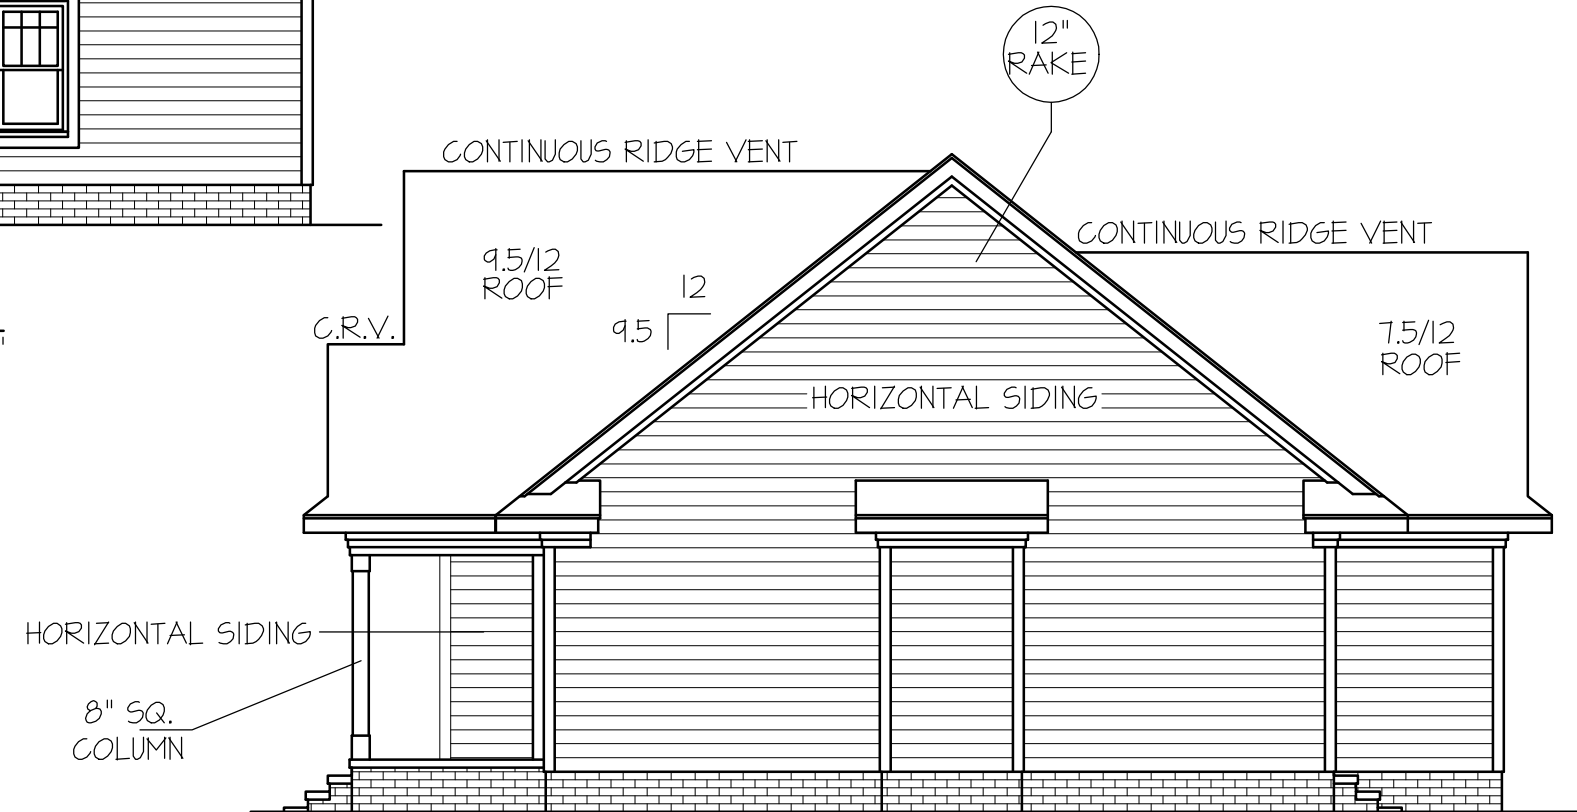 12"
RAKE
CONTINUOUS RIDGE VENT
CONTINUOUS RIDGE VENT
9.5/12
ROOF
12
9.5
C.R.V.
7.5/12
ROOF
HORIZONTAL SIDING
HORIZONTAL SIDING
8" SQ.
COLUMN